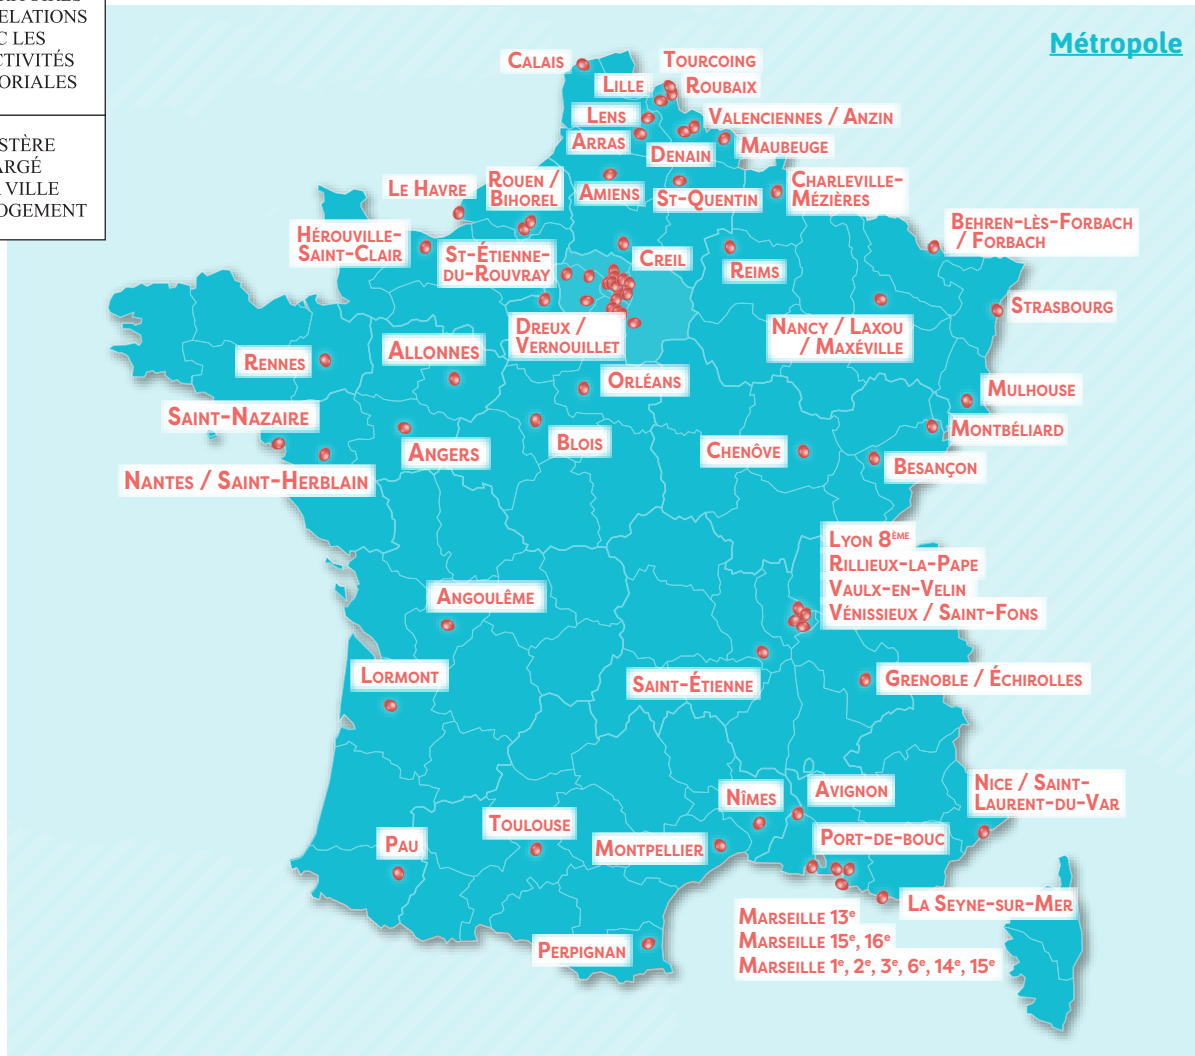 ELATIONS
C LES
CTIVITÉS
ORIALES
STÈRE
ARGÉ
VILLE
OGEMENT
Métropole
Calais
Tourcoing
Lille
Roubaix
Lens
Valenciennes / Anzin
Arras
Denain
Maubeuge
Le Havre
Rouen /
Bihorel
Amiens
St-Quentin
Charleville-
Mézières
Hérouville-
Saint-Clair
St-Étienne-
du-Rouvray
Creil
Reims
Behren-lès-Forbach
/ Forbach
Strasbourg
Dreux /
Vernouillet
Nancy / Laxou
/ Maxéville
Rennes
Allonnes
Orléans
Mulhouse
Saint-Nazaire
Angers
Blois
Chenôve
Montbéliard
Besançon
Nantes / Saint-Herblain
Lyon 8ème
Rillieux-la-Pape
Vaulx-en-Velin
Vénissieux / Saint-Fons
Angoulême
Lormont
Saint-Étienne
Grenoble / Échirolles
Nîmes
Avignon
Nice / Saint-
Laurent-du-Var
Toulouse
Pau
Montpellier
Port-de-bouc
La Seyne-sur-Mer
Perpignan
Marseille 13e
Marseille 15e, 16e
Marseille 1e, 2e, 3e, 6e, 14e, 15e